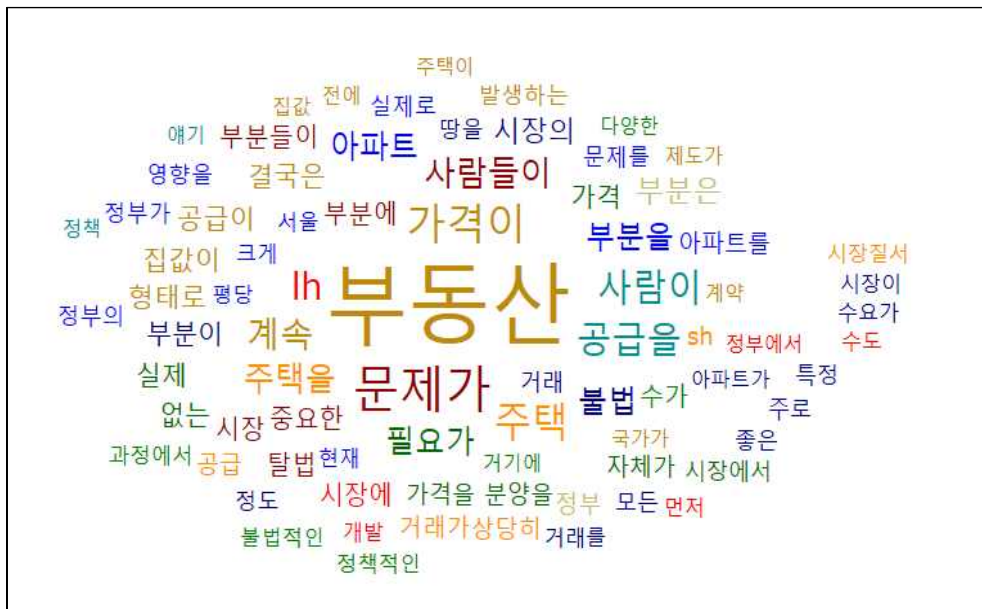 주택이
집값 전에 실제로 발생하는
얘기 부분들이 아파트 땅을 시장의 다양한
영향을 결국은 사람들이 문제를 제도가
정책 정부가 공급이 서울 부분에 가격이 가격 부분은
집값이 크게 부분을 아파트를 시장질서
정부의 형태로 평당 lh 부동산 사람이 계약 시장이
부분이 계속 공급을 sh 정부에서 수요가 수도
실제 주택을 문제가 거래 불법 수가 아파트가 특정
없는 시장 중요한 주택 주로
과정에서 공급 탈법 현재 필요가 거기에 국가가 자체가 시장에서 좋은
정도 시장에 가격을 분양을 정부 모든 먼저
불법적인 개발 거래가상당히 거래를
정책적인